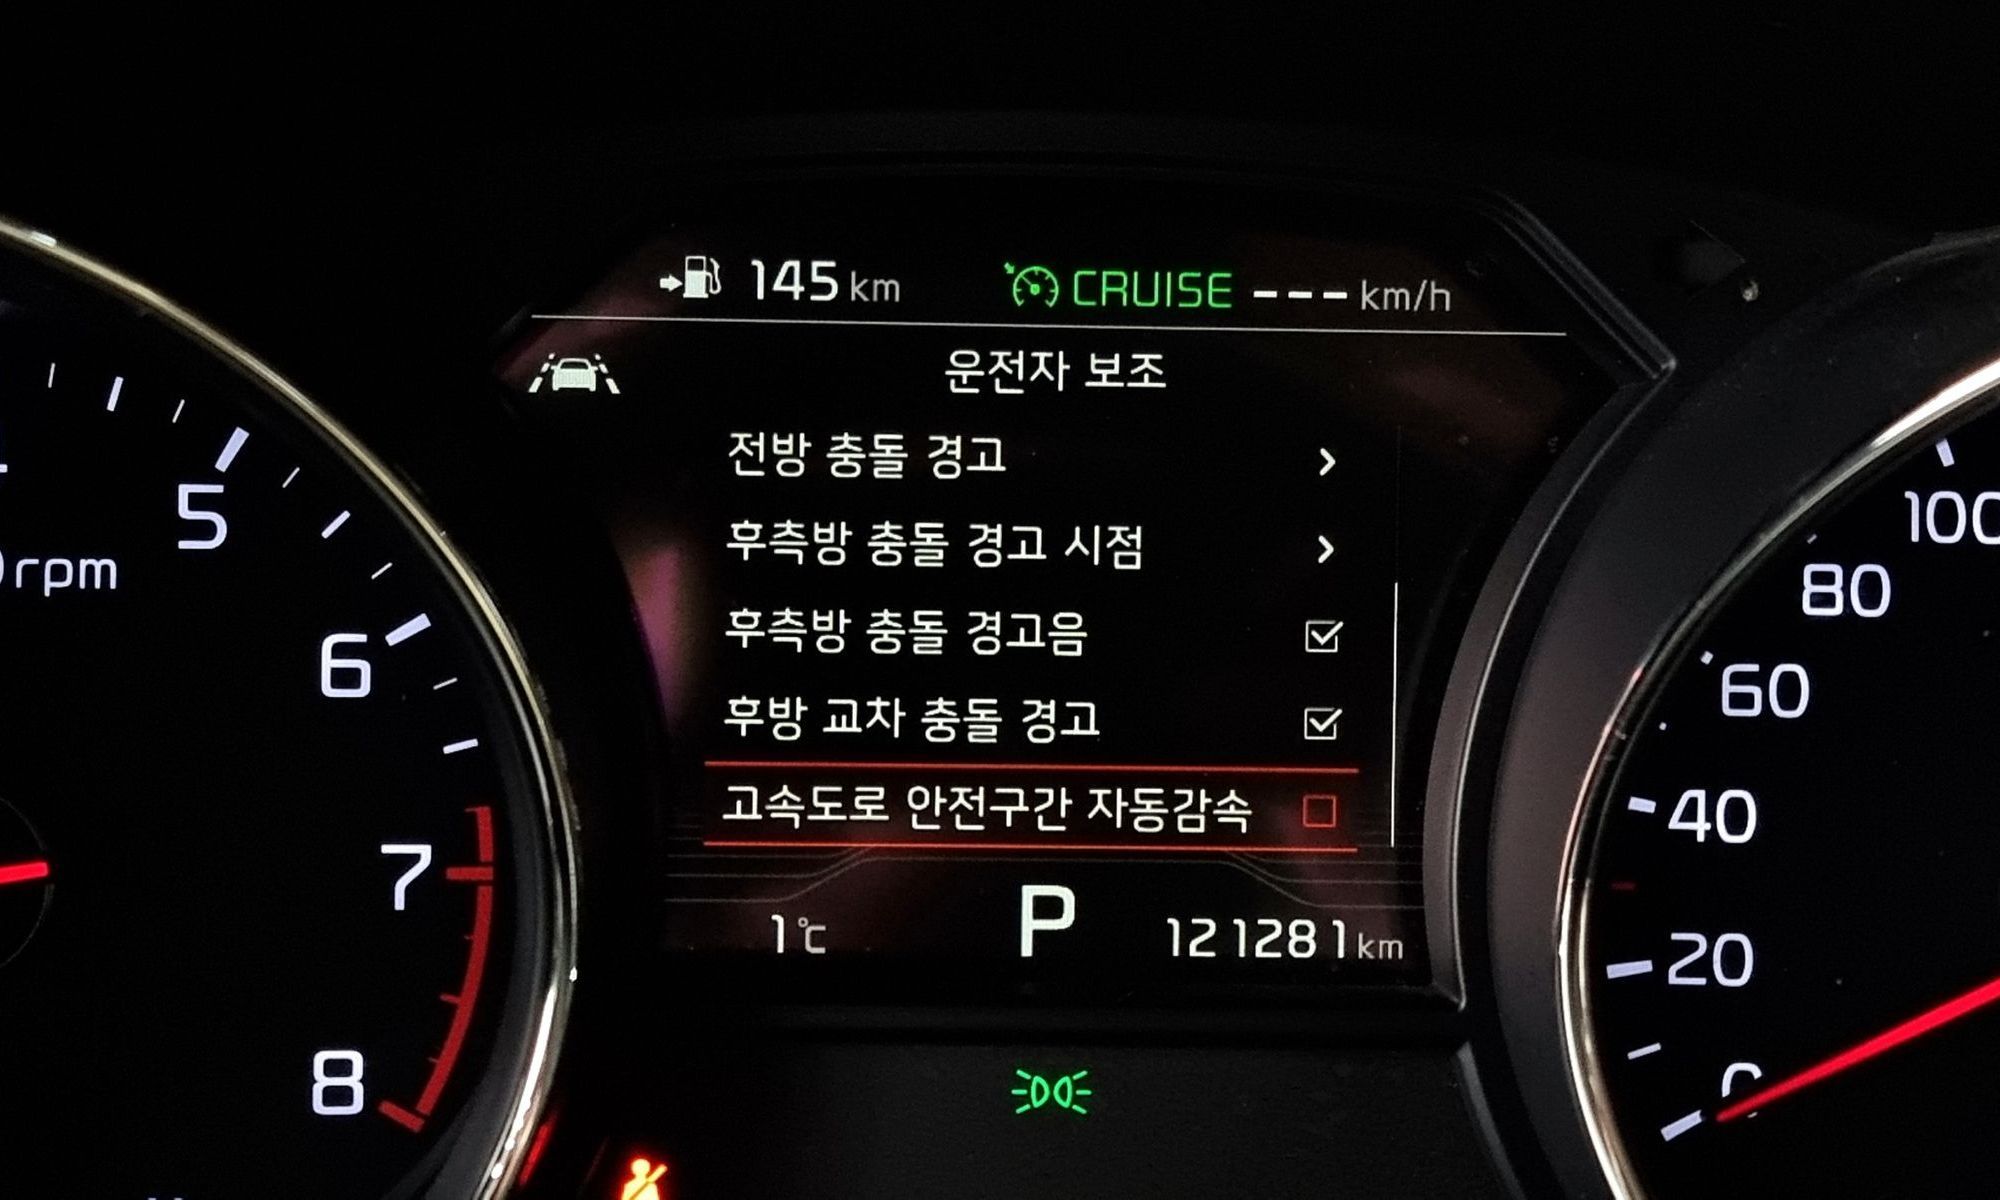 145 km CRUISE --- km/h
운전자 보조
전방 충돌 경고 >
후측방 충돌 경고 시점 >
후측방 충돌 경고음
후방 교차 충돌 경고
고속도로 안전구간 자동감속
1℃ P 121281 km
5
rpm
6
7
8
100
80
60
40
20
0